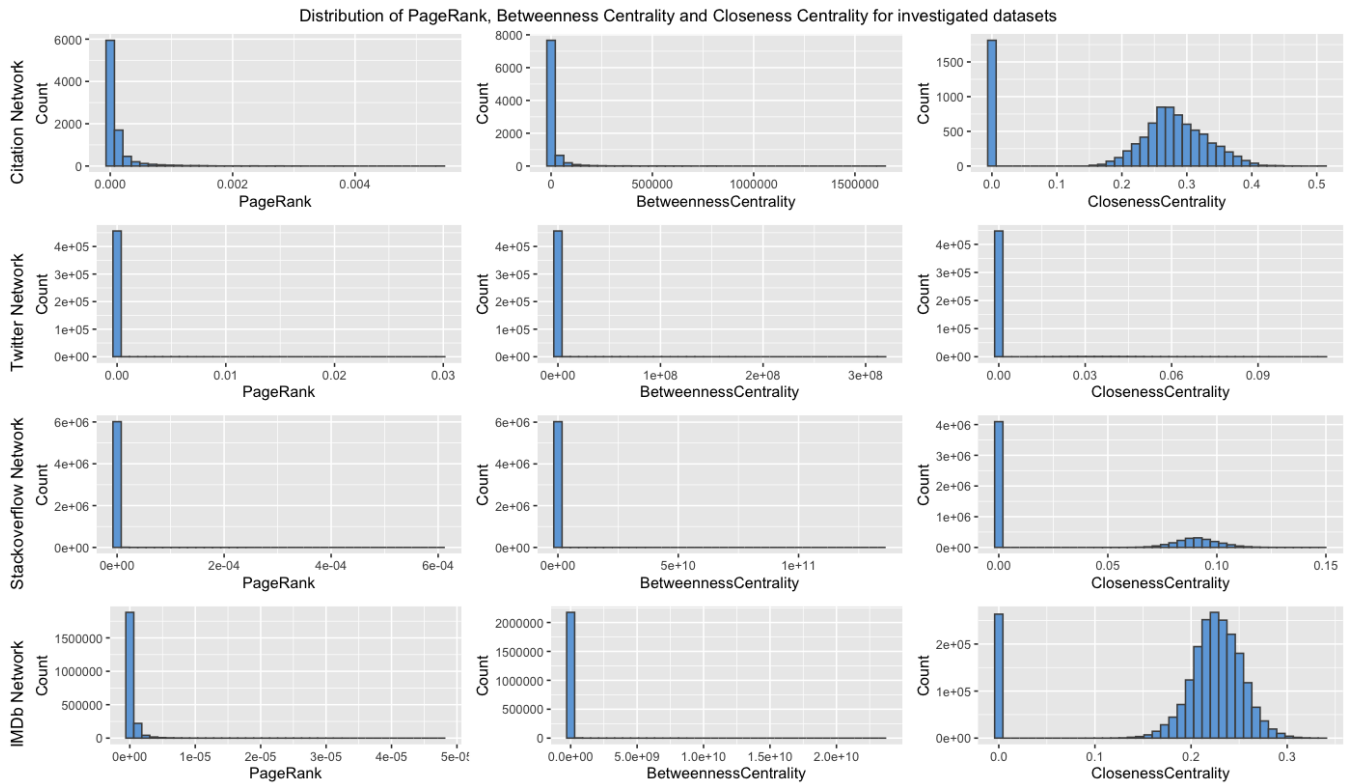 Distribution of PageRank, Betweenness Centrality and Closeness Centrality for investigated datasets
Citation Network
Count
6000
4000
2000
0
0.000
0.002
0.004
PageRank
Count
8000
6000
4000
2000
0
0
500000
1000000
1500000
BetweennessCentrality
Count
1500
1000
500
0
0.0
0.1
0.2
0.3
0.4
0.5
ClosenessCentrality
Twitter Network
Count
4e+05
3e+05
2e+05
1e+05
0e+00
0.00
0.01
0.02
0.03
PageRank
Count
4e+05
3e+05
2e+05
1e+05
0e+00
0e+00
1e+08
2e+08
3e+08
BetweennessCentrality
Count
4e+05
3e+05
2e+05
1e+05
0e+00
0.00
0.03
0.06
0.09
ClosenessCentrality
Stackoverflow Network
Count
6e+06
4e+06
2e+06
0e+00
0e+00
2e-04
4e-04
6e-04
PageRank
Count
6e+06
4e+06
2e+06
0e+00
0e+00
5e+10
1e+11
BetweennessCentrality
Count
4e+06
3e+06
2e+06
1e+06
0e+00
0.00
0.05
0.10
0.15
ClosenessCentrality
IMDb Network
Count
1500000
1000000
500000
0
0e+00
1e-05
2e-05
3e-05
4e-05
PageRank
Count
2000000
1500000
1000000
500000
0
0.0e+00
5.0e+09
1.0e+10
1.5e+10
2.0e+10
BetweennessCentrality
Count
2e+05
1e+05
0e+00
0.1
0.2
0.3
ClosenessCentrality